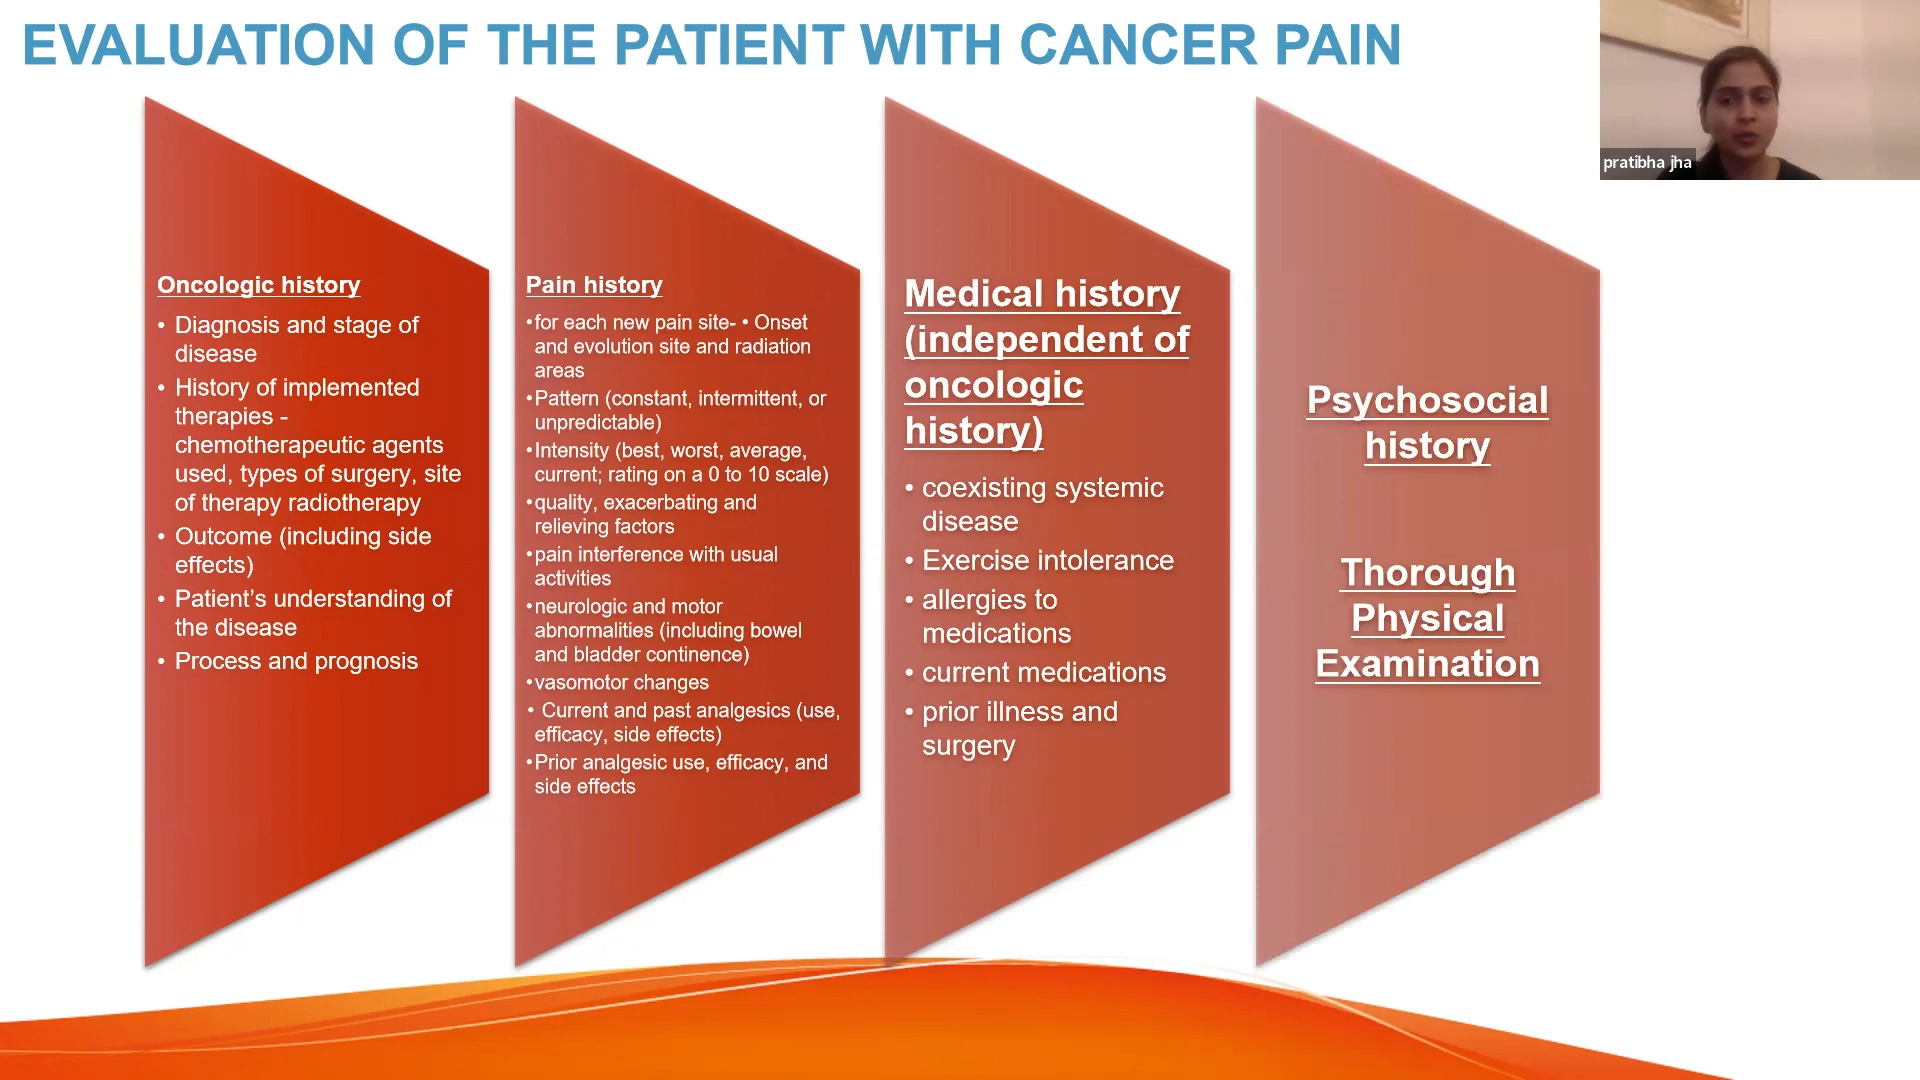 EVALUATION OF THE PATIENT WITH CANCER PAIN
pratibha jha
Oncologic history
• Diagnosis and stage of
disease
• History of implemented
therapies -
chemotherapeutic agents
used, types of surgery, site
of therapy radiotherapy
• Outcome (including side
effects)
• Patient’s understanding of
the disease
• Process and prognosis
Pain history
•for each new pain site- • Onset
and evolution site and radiation
areas
•Pattern (constant, intermittent, or
unpredictable)
•Intensity (best, worst, average,
current; rating on a 0 to 10 scale)
•quality, exacerbating and
relieving factors
•pain interference with usual
activities
•neurologic and motor
abnormalities (including bowel
and bladder continence)
•vasomotor changes
• Current and past analgesics (use,
efficacy, side effects)
•Prior analgesic use, efficacy, and
side effects
Medical history
(independent of
oncologic
history)
• coexisting systemic
disease
• Exercise intolerance
• allergies to
medications
• current medications
• prior illness and
surgery
Psychosocial
history
Thorough
Physical
Examination